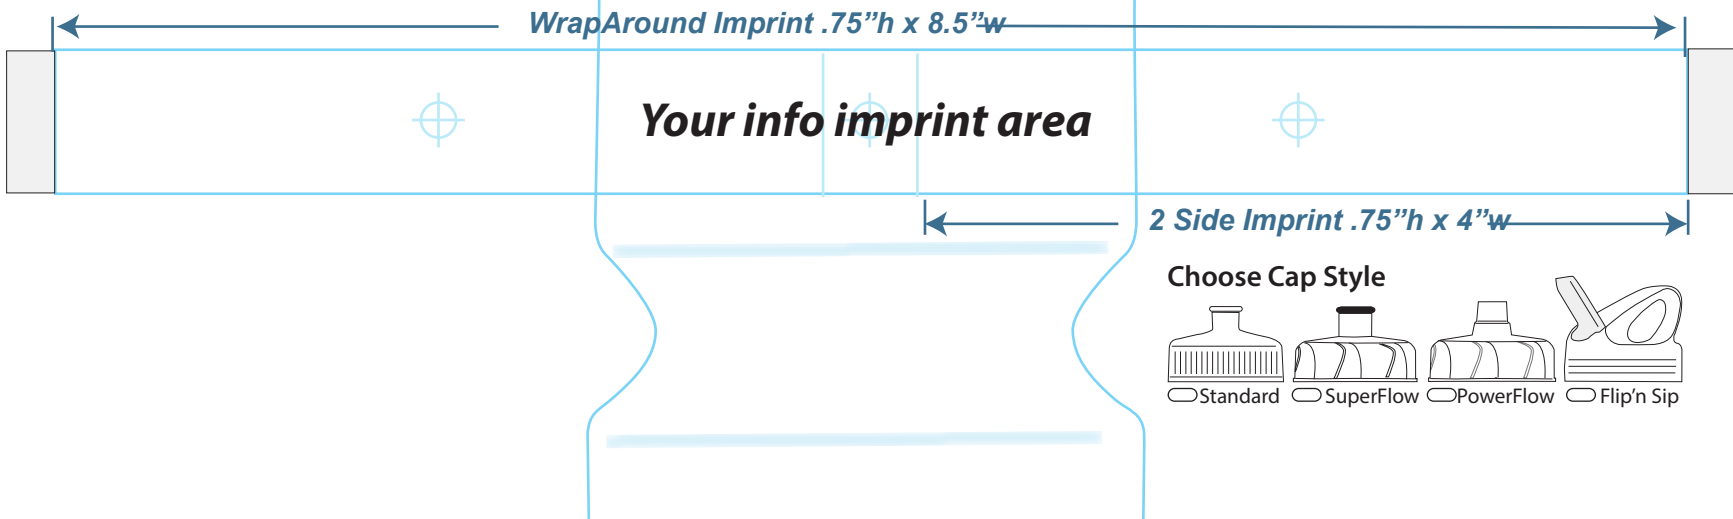 WrapAround Imprint .75”h x 8.5”w
Your info imprint area
2 Side Imprint .75”h x 4”w
Choose Cap Style
Standard SuperFlow PowerFlow Flip’n Sip